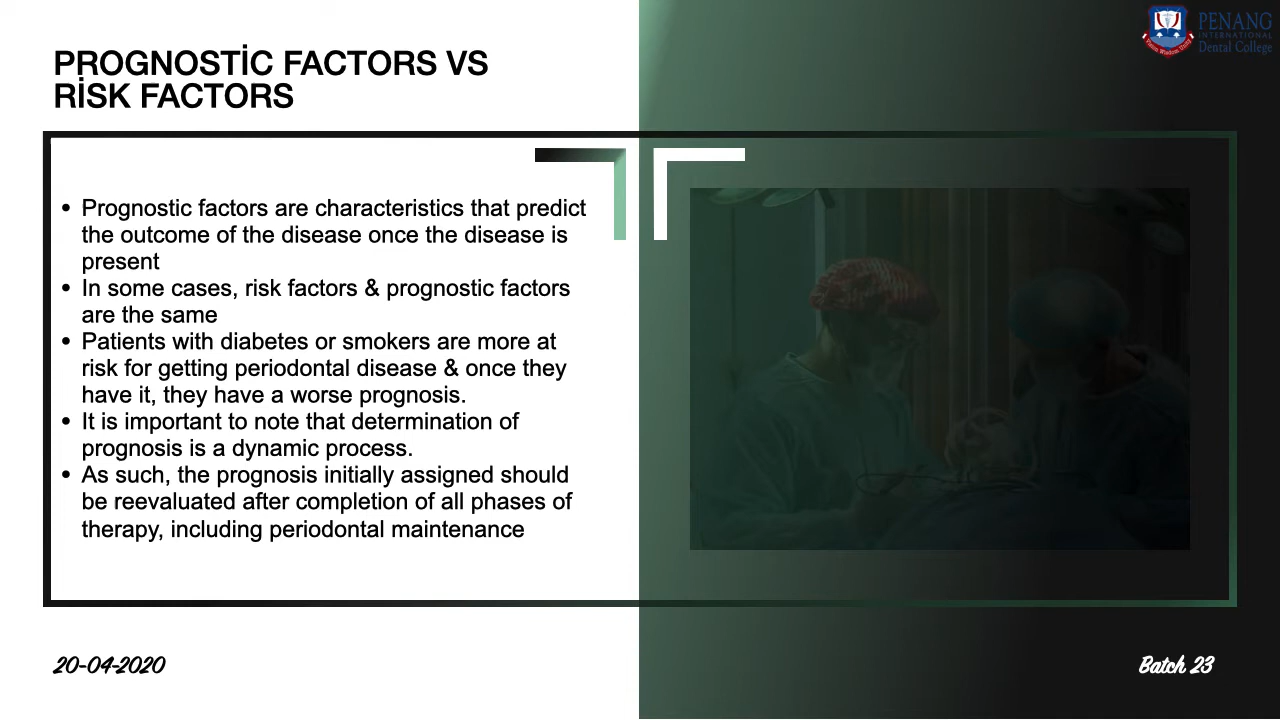 PROGNOSTİC FACTORS VS
RİSK FACTORS
PENANG
INTERNATIONAL
Dental College
• Prognostic factors are characteristics that predict
the outcome of the disease once the disease is
present
• In some cases, risk factors & prognostic factors
are the same
• Patients with diabetes or smokers are more at
risk for getting periodontal disease & once they
have it, they have a worse prognosis.
• It is important to note that determination of
prognosis is a dynamic process.
• As such, the prognosis initially assigned should
be reevaluated after completion of all phases of
therapy, including periodontal maintenance
20-04-2020
Batch 23